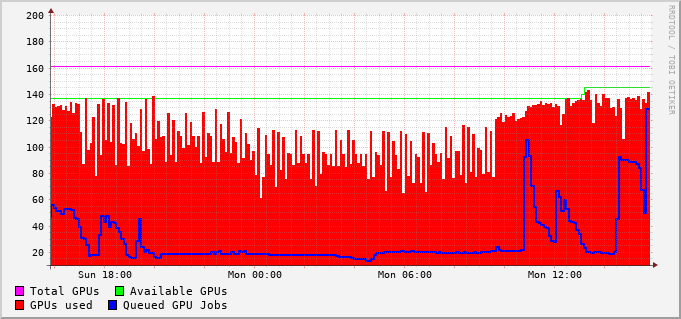 200
180
160
140
120
100
80
60
40
20
Sun 18:00 Mon 00:00 Mon 06:00 Mon 12:00
Total GPUs Available GPUs
GPUs used Queued GPU Jobs
RRDTOOL / TOBI OETIKER